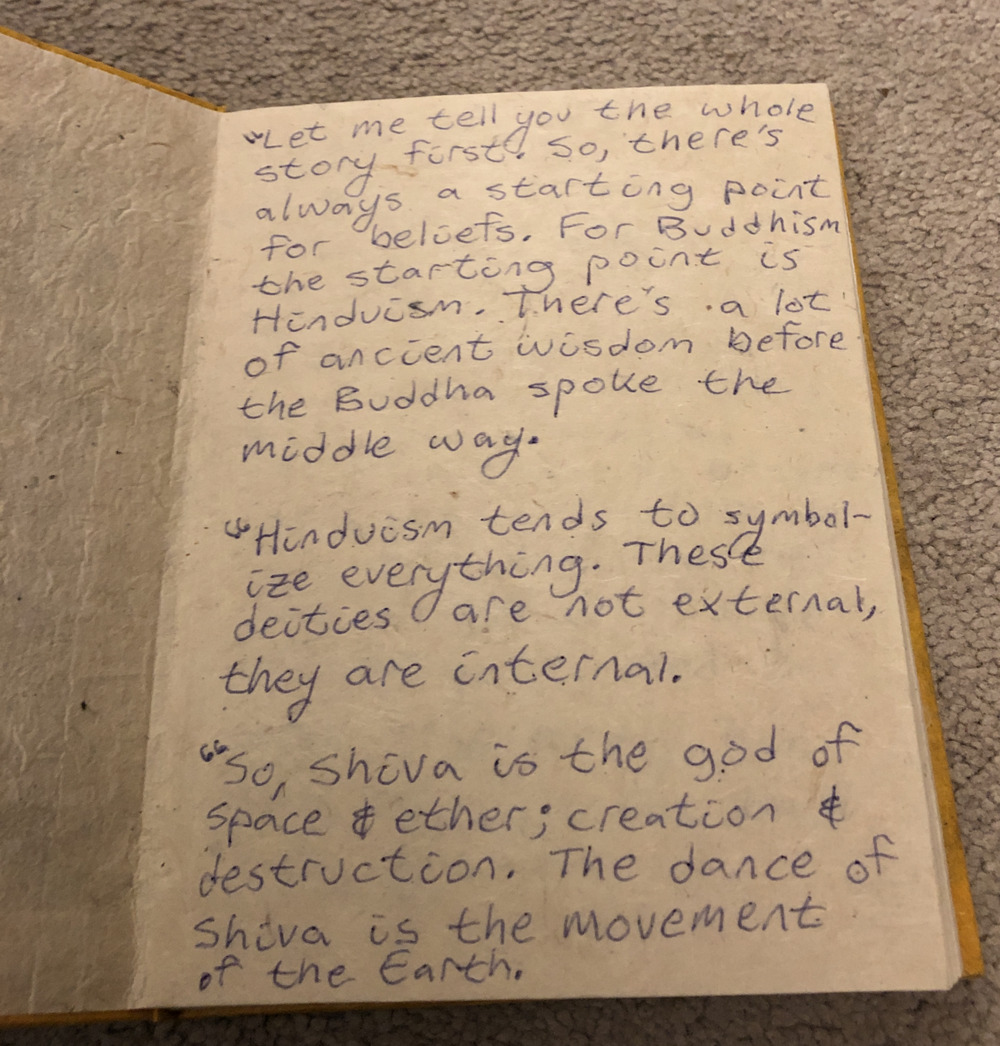 "Let me tell you the whole
story first. So, there's
always a starting point
for beliefs. For Buddhism
the starting point is
Hinduism. There's a lot
of ancient wisdom before
the Buddha spoke the
middle way.
"Hinduism tends to symbol-
ize everything. These
deities are not external,
they are internal.
"So, Shiva is the god of
space & ether; creation &
destruction. The dance of
Shiva is the movement
of the Earth.